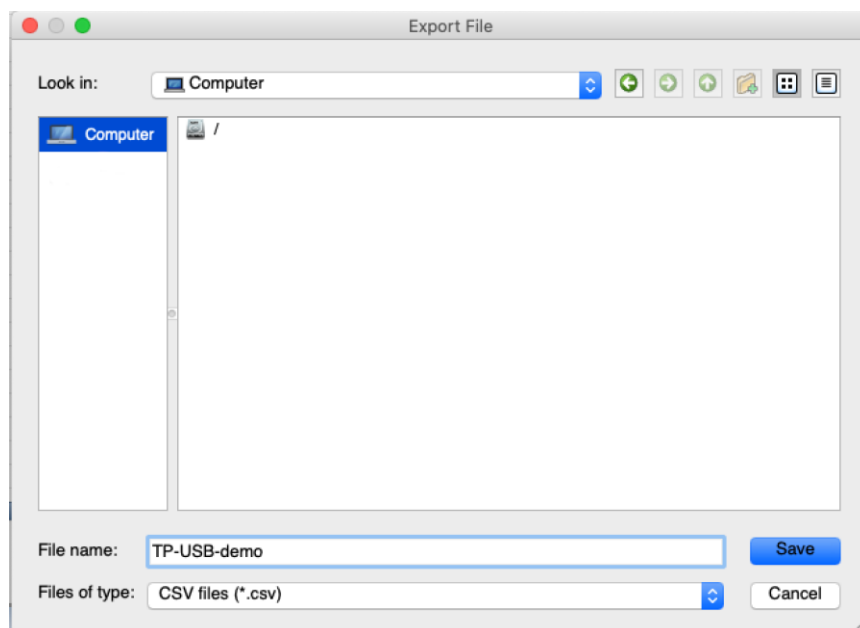 Export File
Look in: Computer
Computer /
File name: TP-USB-demo Save
Files of type: CSV files (*.csv) Cancel